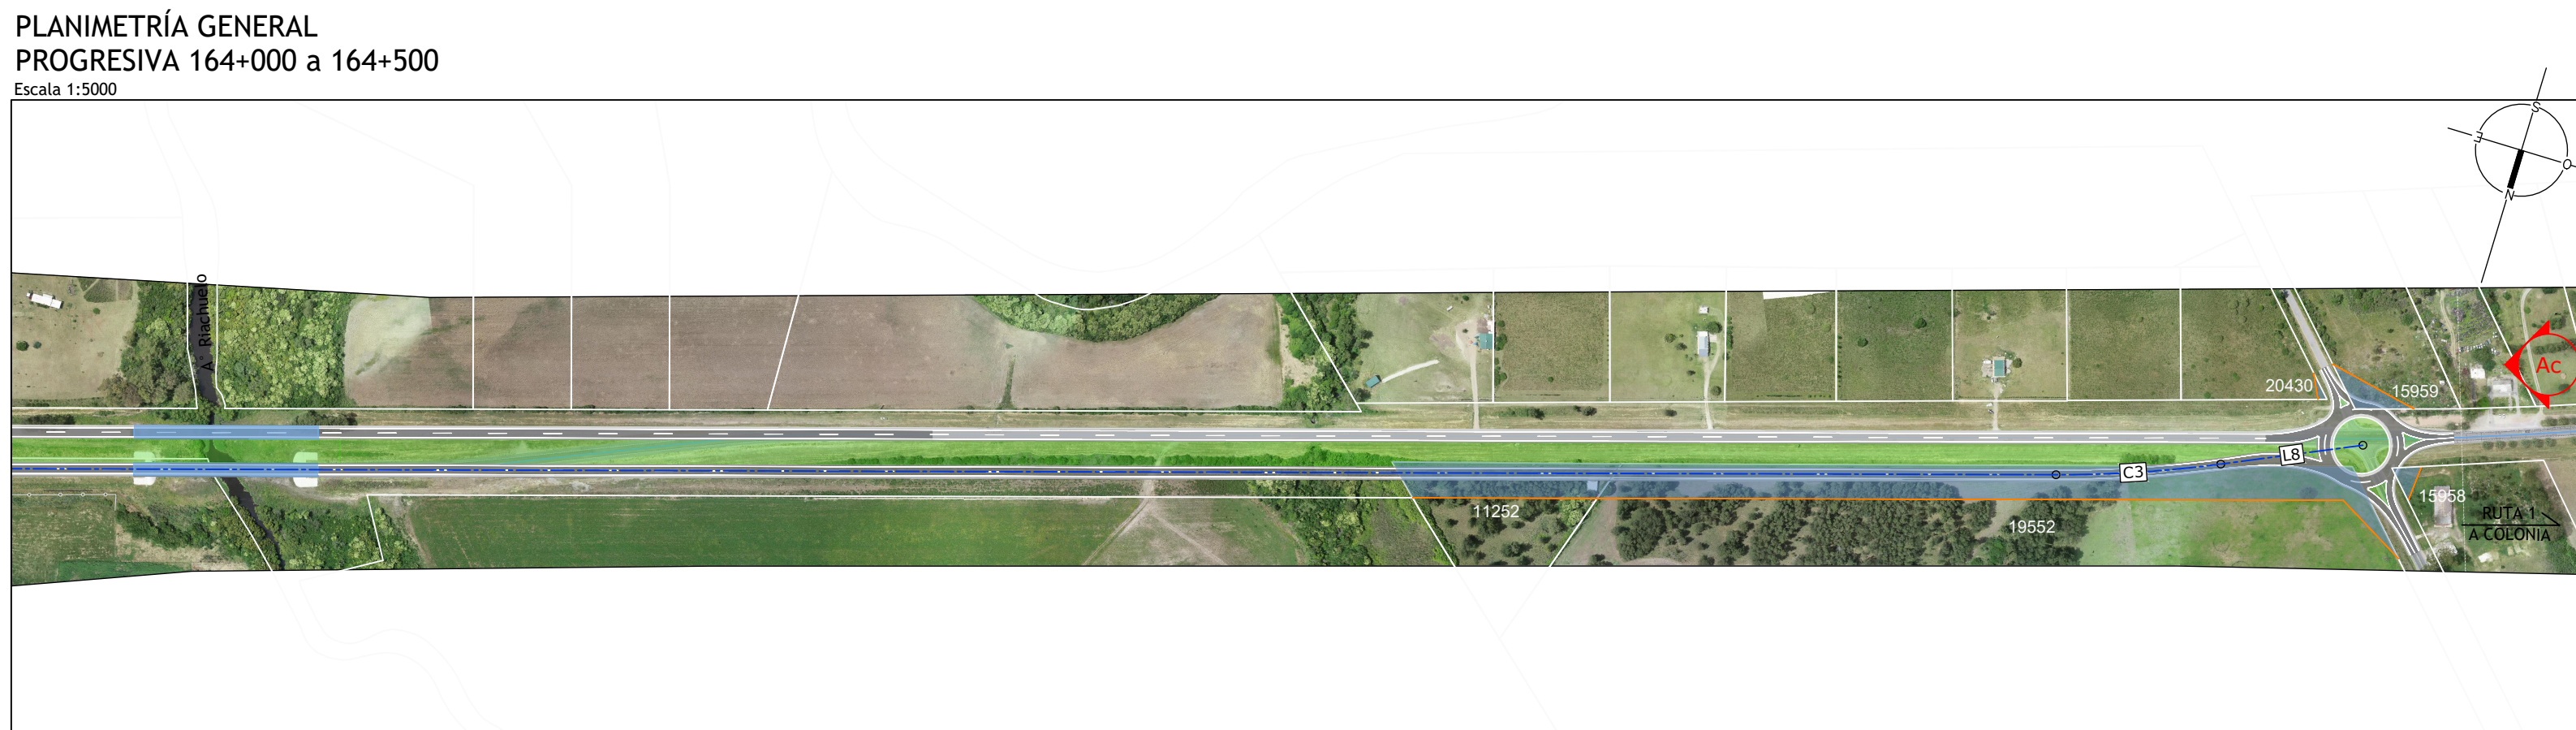 PLANIMETRÍA GENERAL
PROGRESIVA 164+000 a 164+500
Escala 1:5000
S
E
O
N
A° Riachuelo
Ac
20430
15959
L8
C3
15958
11252
19552
RUTA 1
A COLONIA